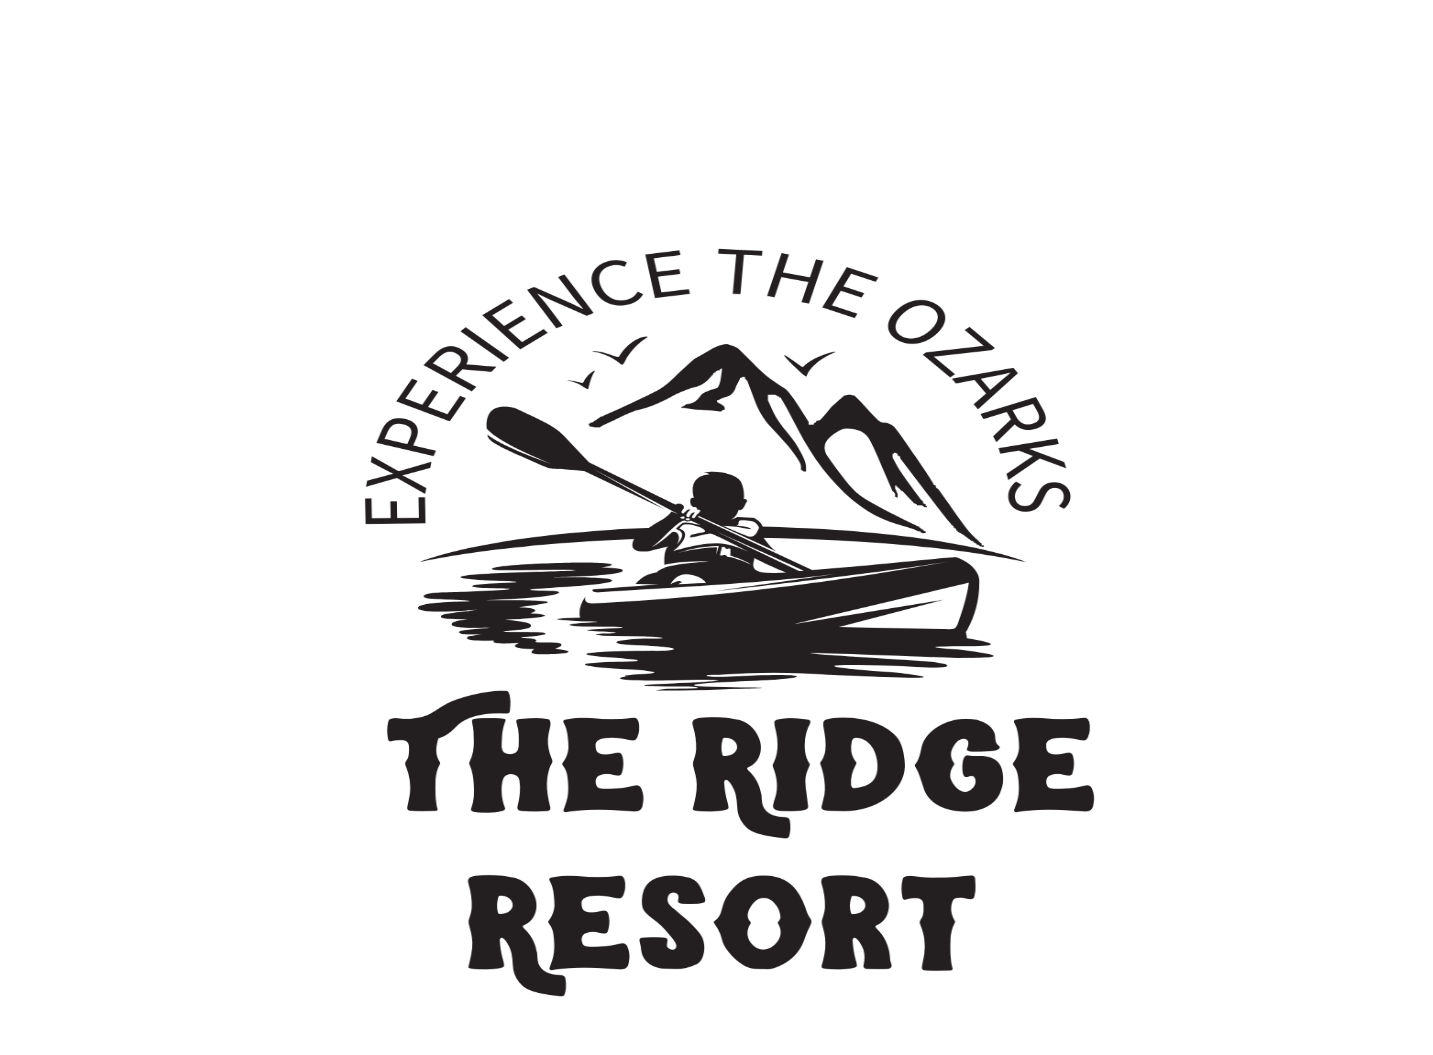 EXPERIENCE THE OZARKS
THE RIDGE
RESORT